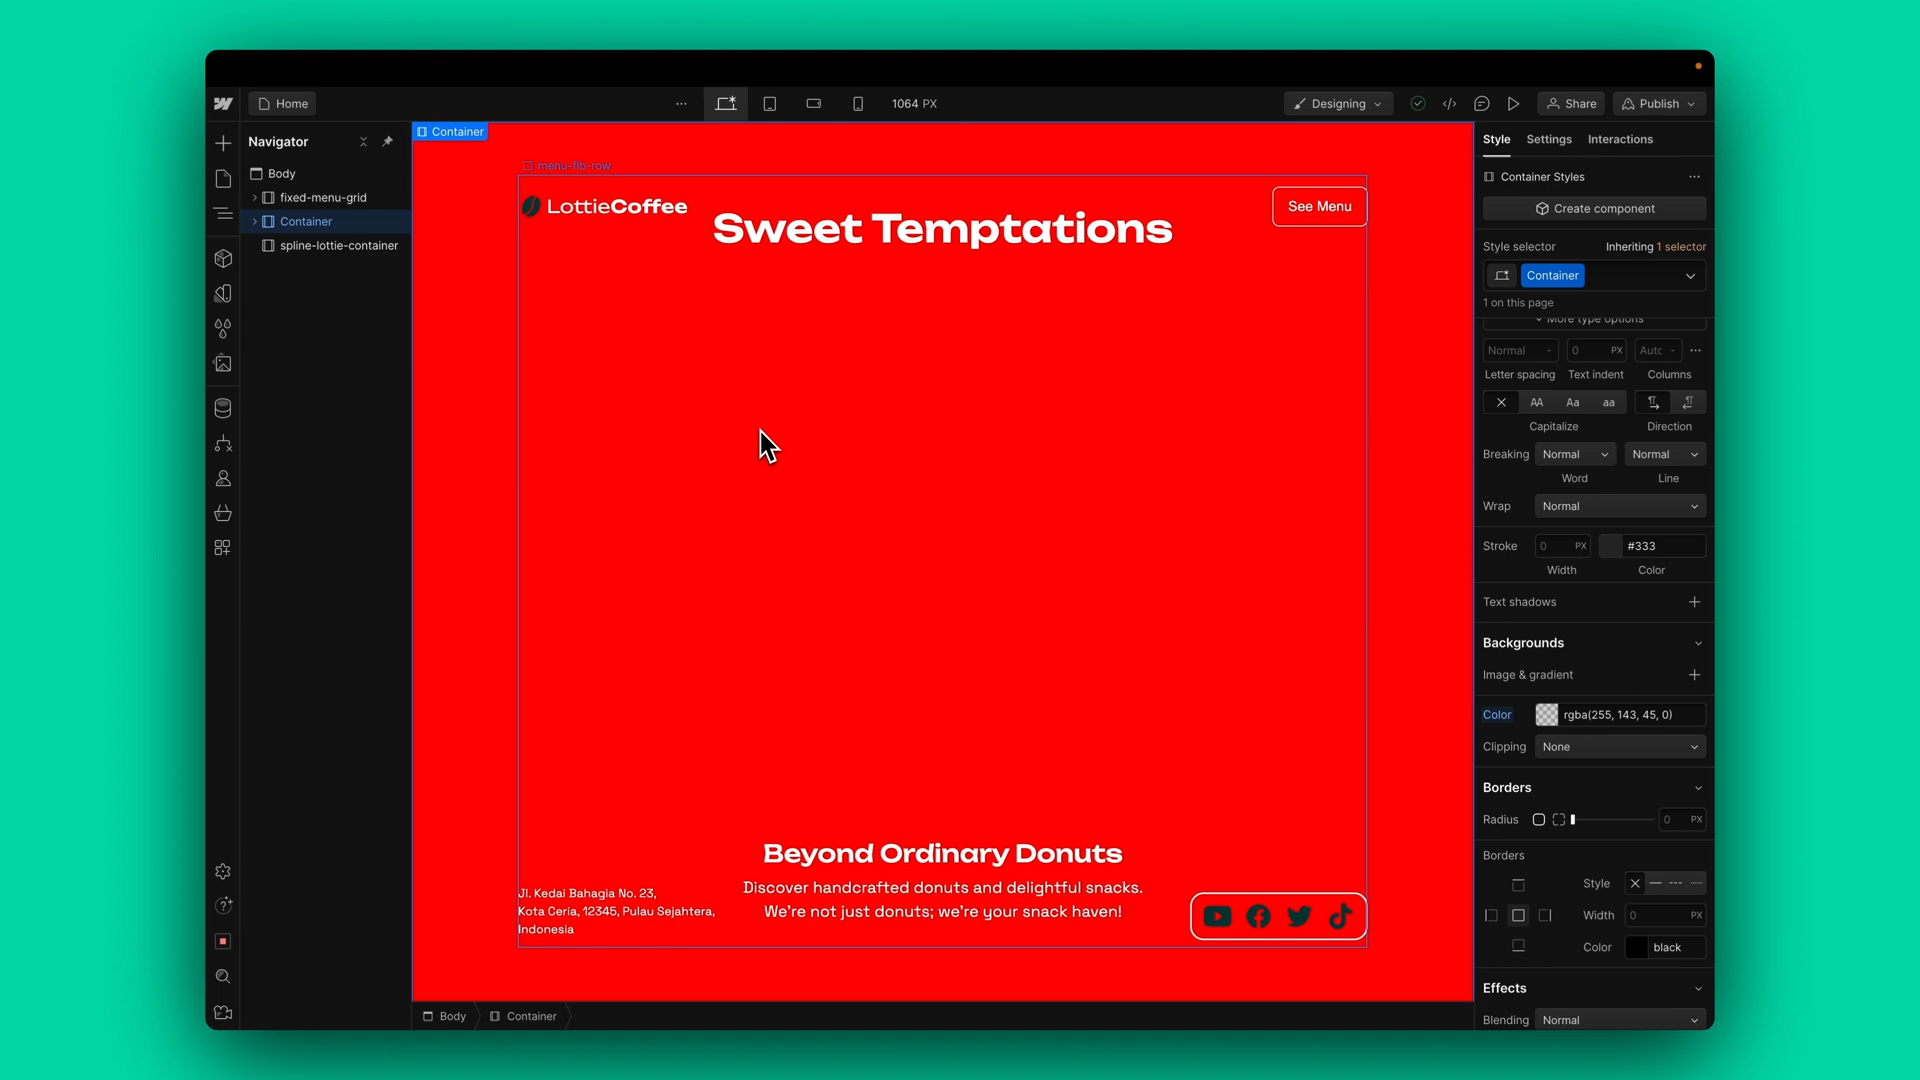 Home
1064 PX
Designing
Share
Publish
Navigator
Body
fixed-menu-grid
Container
spline-lottie-container
Container
menu-flb-row
LottieCoffee
Sweet Temptations
See Menu
Beyond Ordinary Donuts
Discover handcrafted donuts and delightful snacks.
We're not just donuts; we're your snack haven!
Jl. Kedai Bahagia No. 23,
Kota Ceria, 12345, Pulau Sejahtera,
Indonesia
Body
Container
Style Settings Interactions
Container Styles
Create component
Style selector Inheriting 1 selector
Container
1 on this page
More type options
Normal - 0 PX Auto -
Letter spacing Text indent Columns
AA Aa aa
Capitalize Direction
Breaking Normal Normal
Word Line
Wrap Normal
Stroke 0 PX #333
Width Color
Text shadows
Backgrounds
Image & gradient
Color rgba(255, 143, 45, 0)
Clipping None
Borders
Radius 0 PX
Borders
Style
Width 0 PX
Color black
Effects
Blending Normal